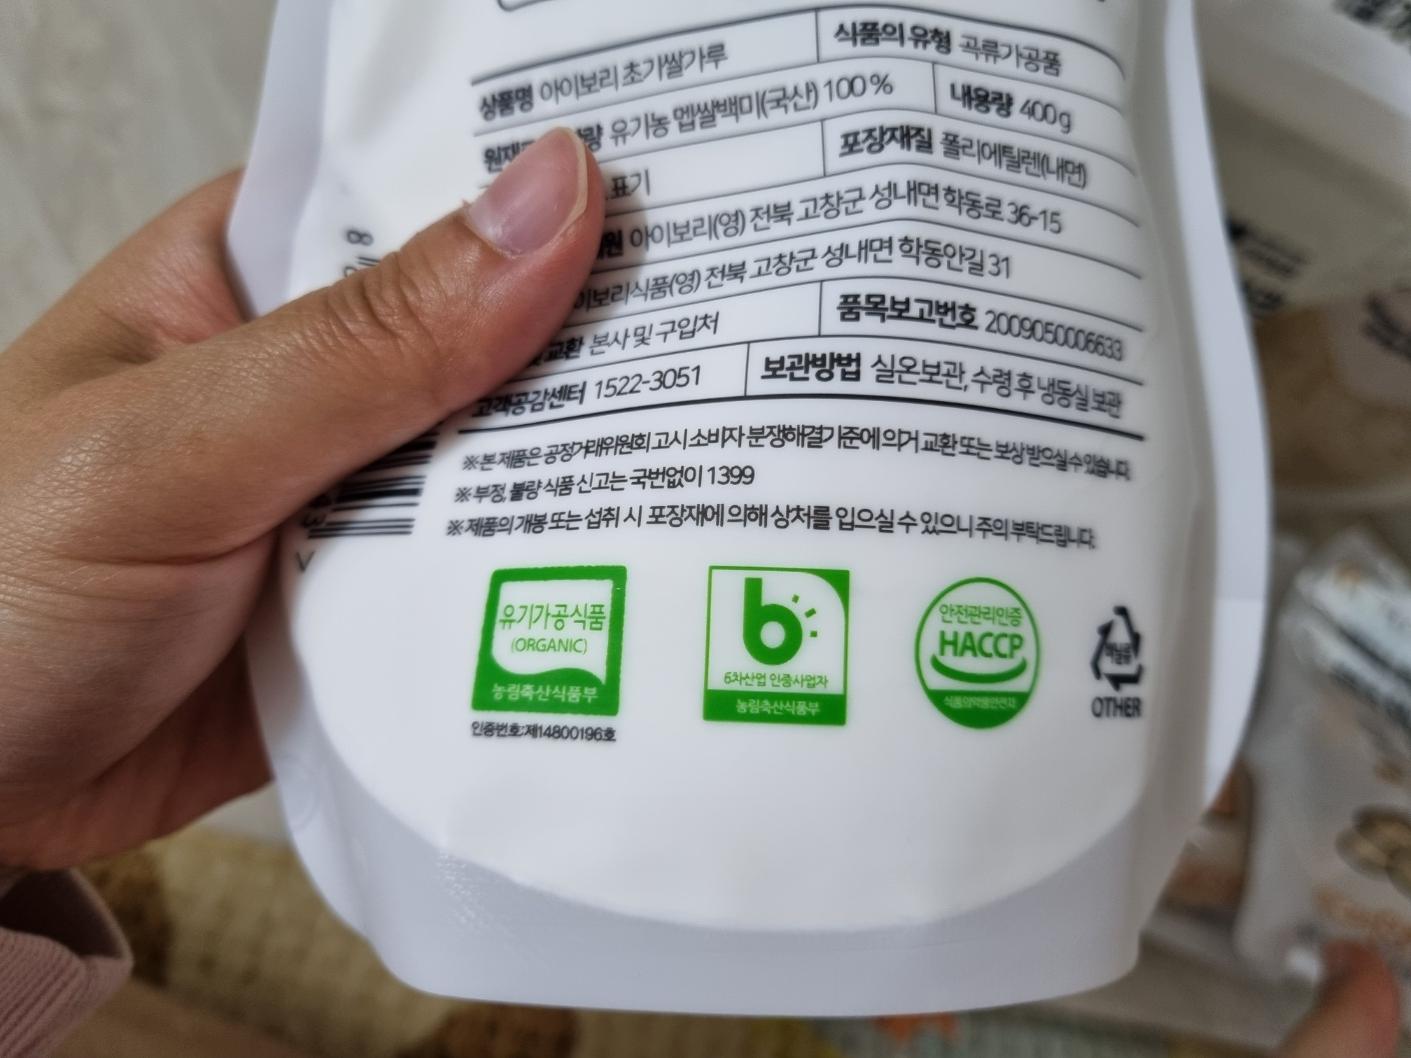 상품명 아이보리 초기쌀가루 식품의 유형 곡류가공품
유기농 멥쌀백미(국산) 100 % 내용량 400g
표기 포장재질 폴리에틸렌(내면)
아이보리(영) 전북 고창군 성내면 학동로 36-15
이보리식품(영) 전북 고창군 성내면 학동안길 31
교환 본사 및 구입처 품목보고번호 2009050006633
고객공감센터 1522-3051 보관방법 실온보관, 수령 후 냉동실 보관
※본 제품은 공정거래위원회 고시 소비자 분쟁해결기준에 의거 교환 또는 보상 받으실 수 있습니다.
※부정, 불량 식품 신고는 국번없이 1399
※제품의 개봉 또는 섭취 시 포장재에 의해 상처를 입으실 수 있으니 주의 부탁드립니다.
유기가공식품
(ORGANIC)
농림축산식품부
인증번호:제14800196호
b
6차산업 인증사업자
농림축산식품부
안전관리인증
HACCP
OTHER